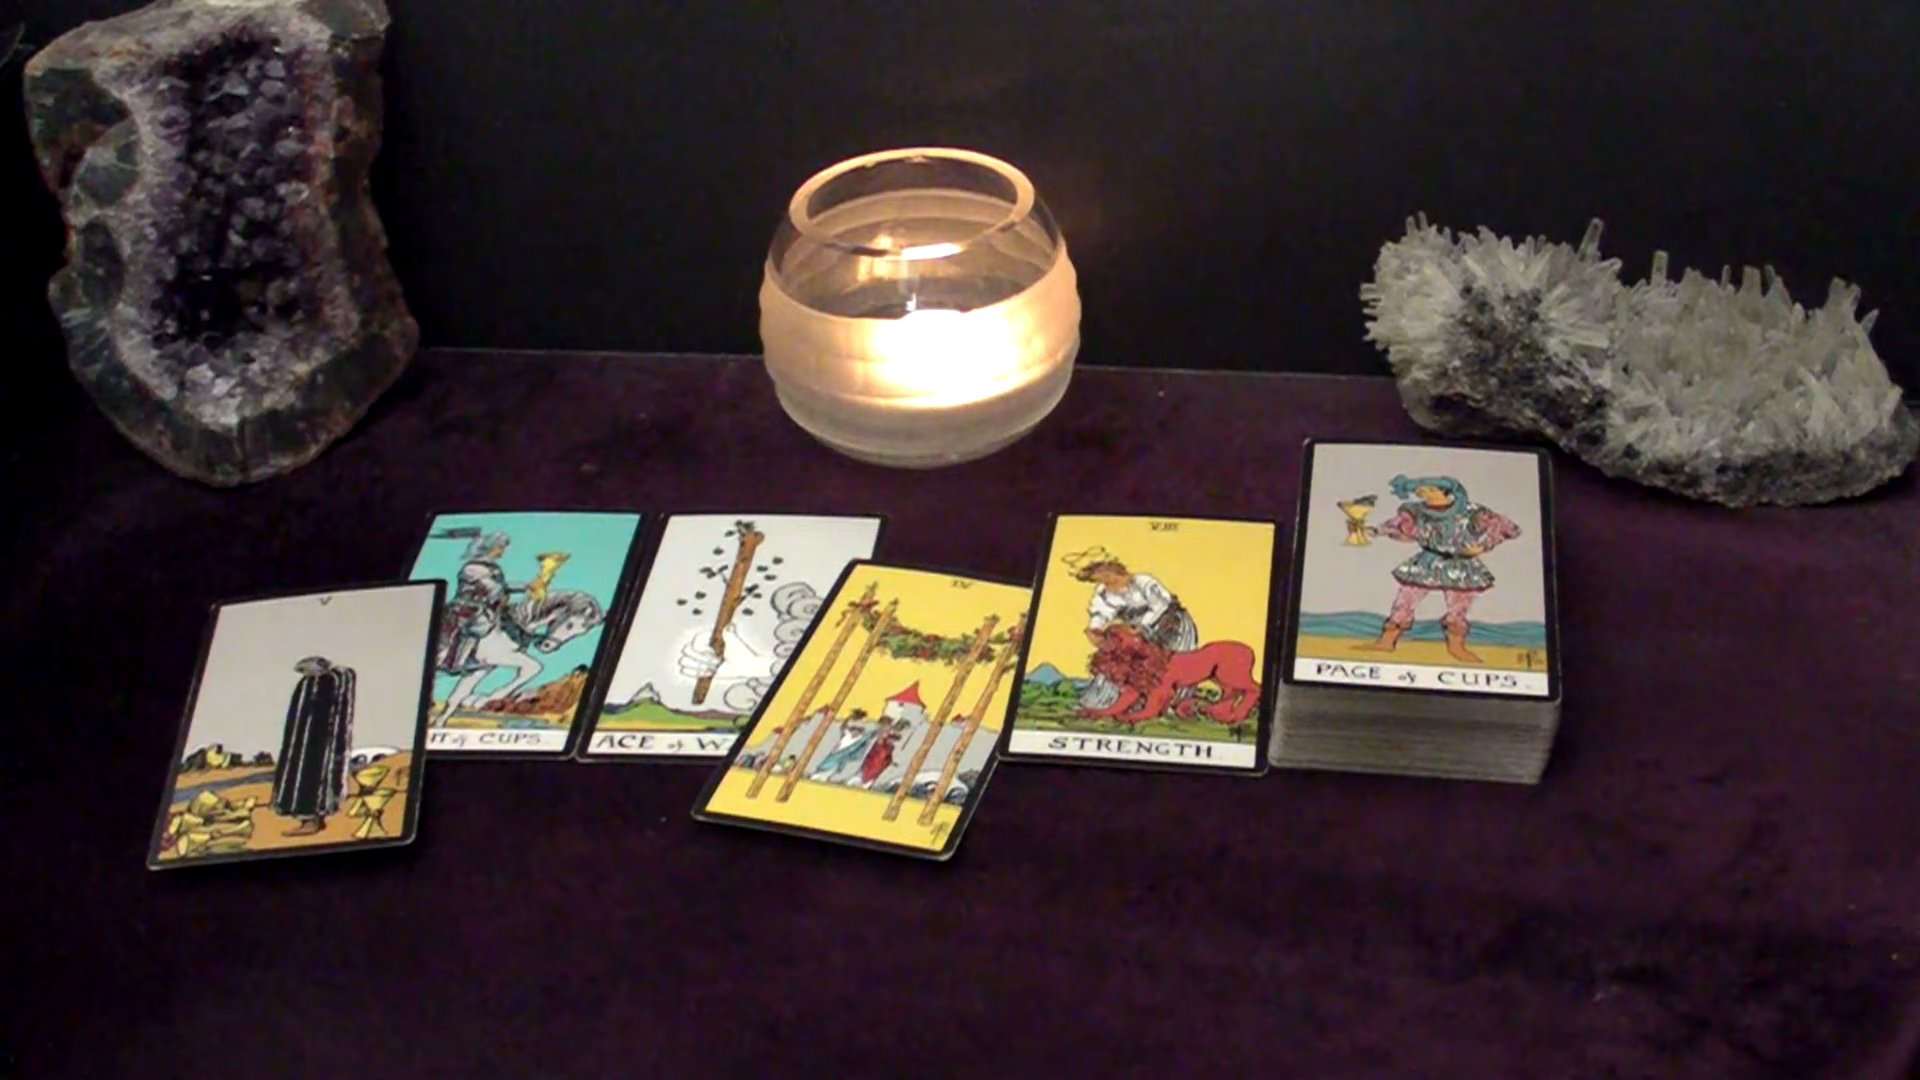 V
IT of CUPS.
ACE of W
IV
VIII
STRENGTH.
PAGE of CUPS.